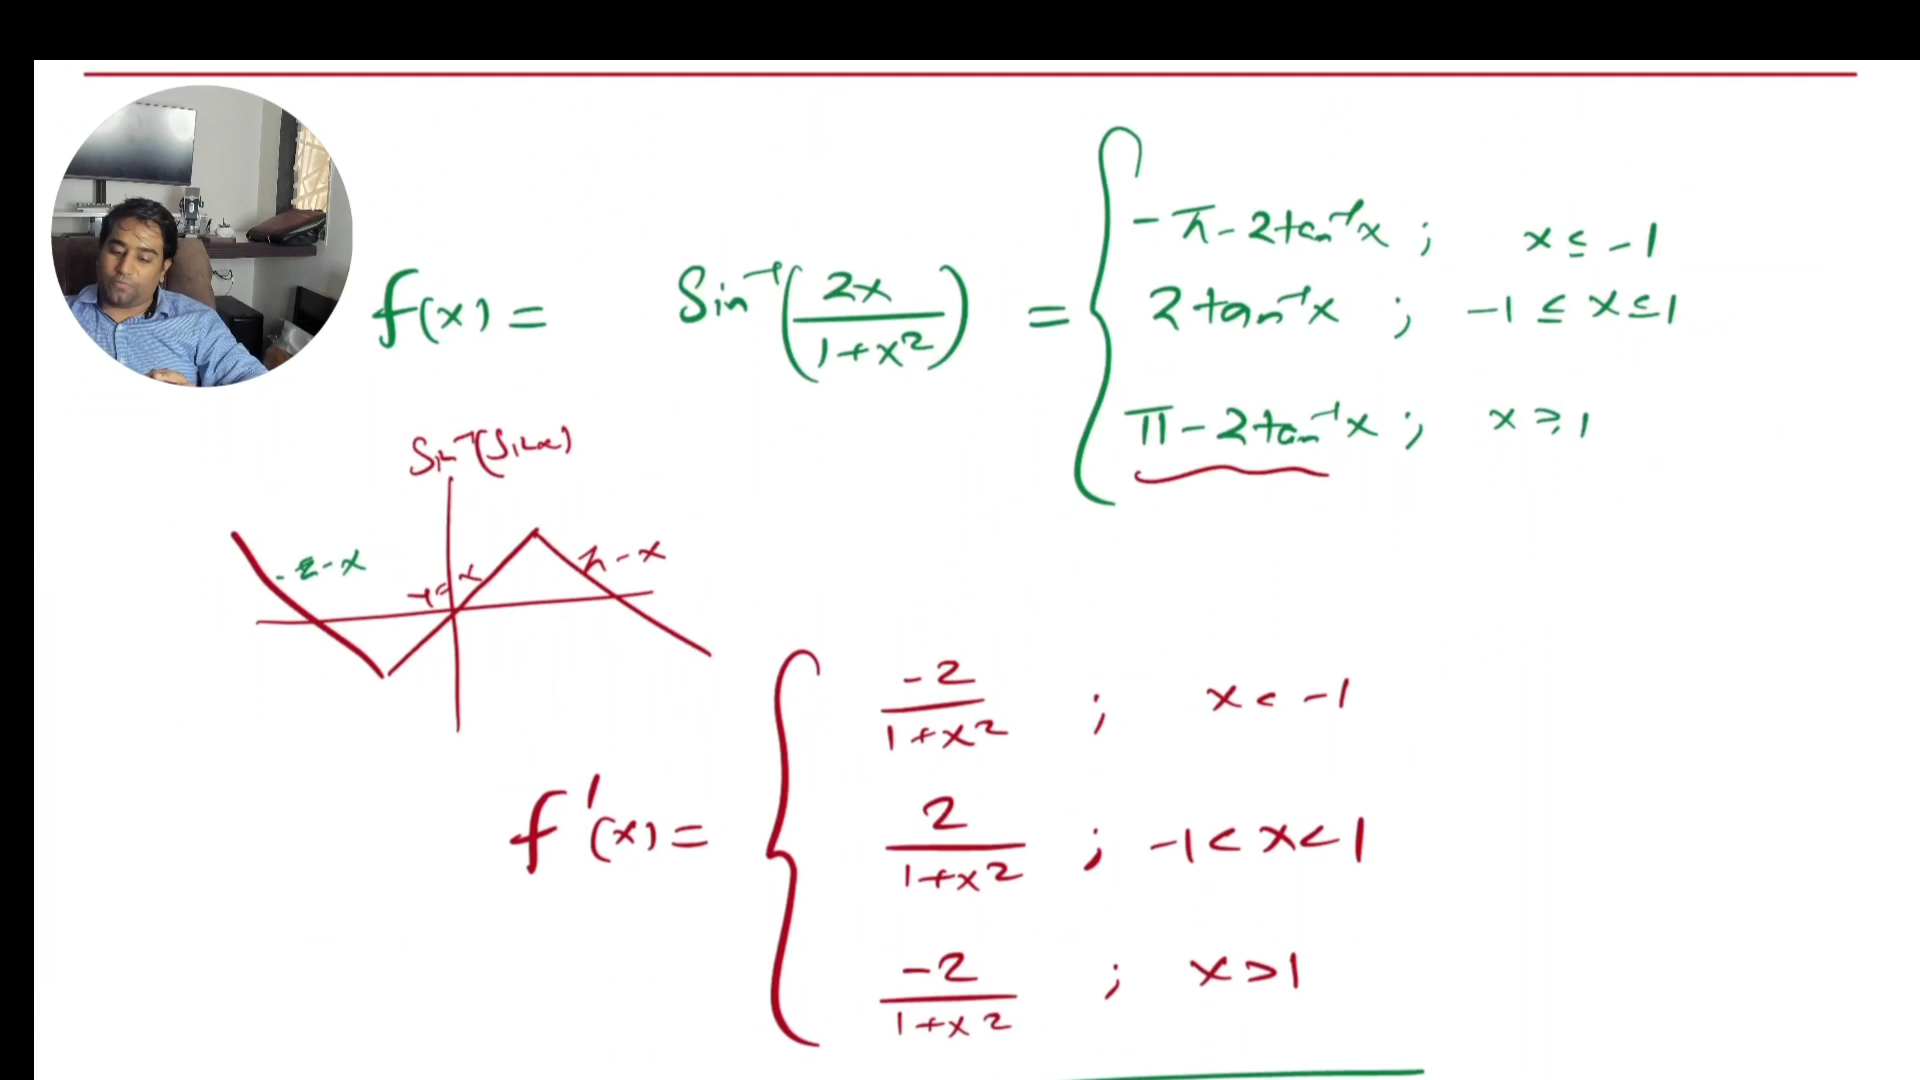 f(x) = Sin⁻¹(2x/(1+x²)) = {
-π-2tan⁻¹x ; x ≤ -1
2tan⁻¹x ; -1 ≤ x ≤ 1
π-2tan⁻¹x ; x ≥ 1
Sin⁻¹(Sinx)
-π-x
y=x
π-x
f'(x) = {
-2/(1+x²) ; x < -1
2/(1+x²) ; -1 < x < 1
-2/(1+x²) ; x > 1